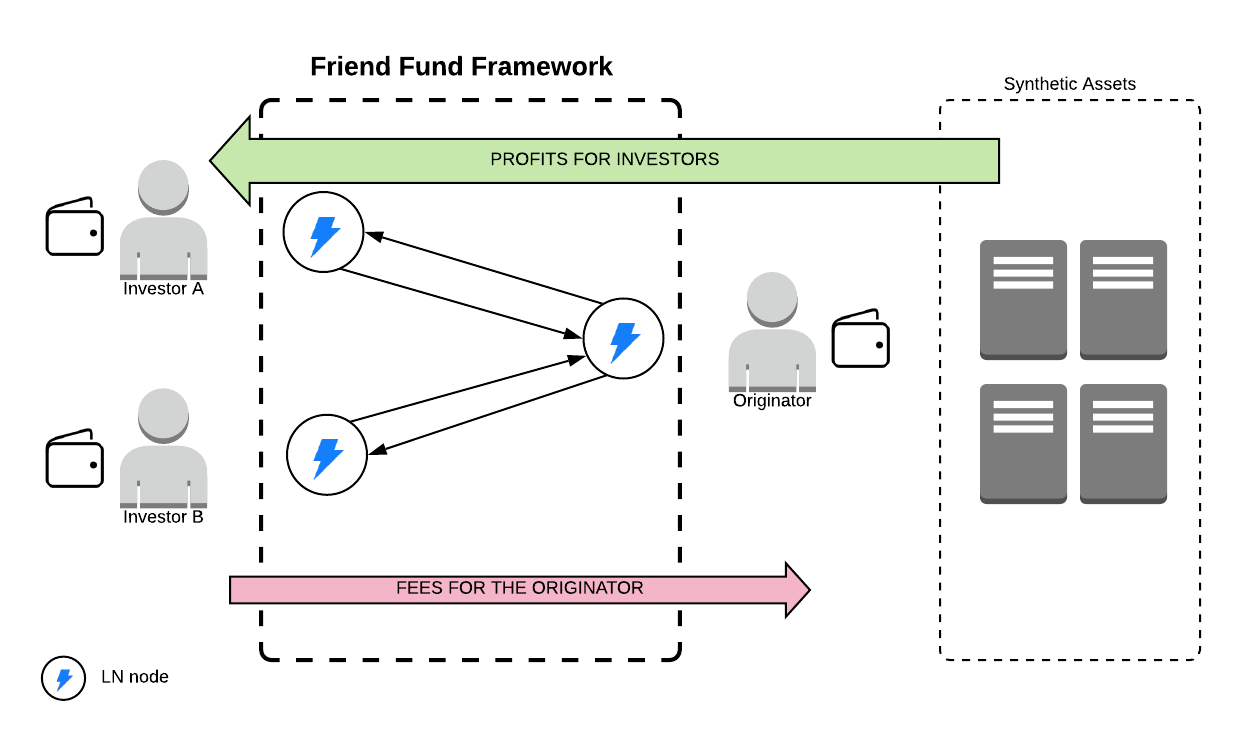 Friend Fund Framework
Synthetic Assets
PROFITS FOR INVESTORS
Investor A
Originator
Investor B
FEES FOR THE ORIGINATOR
LN node